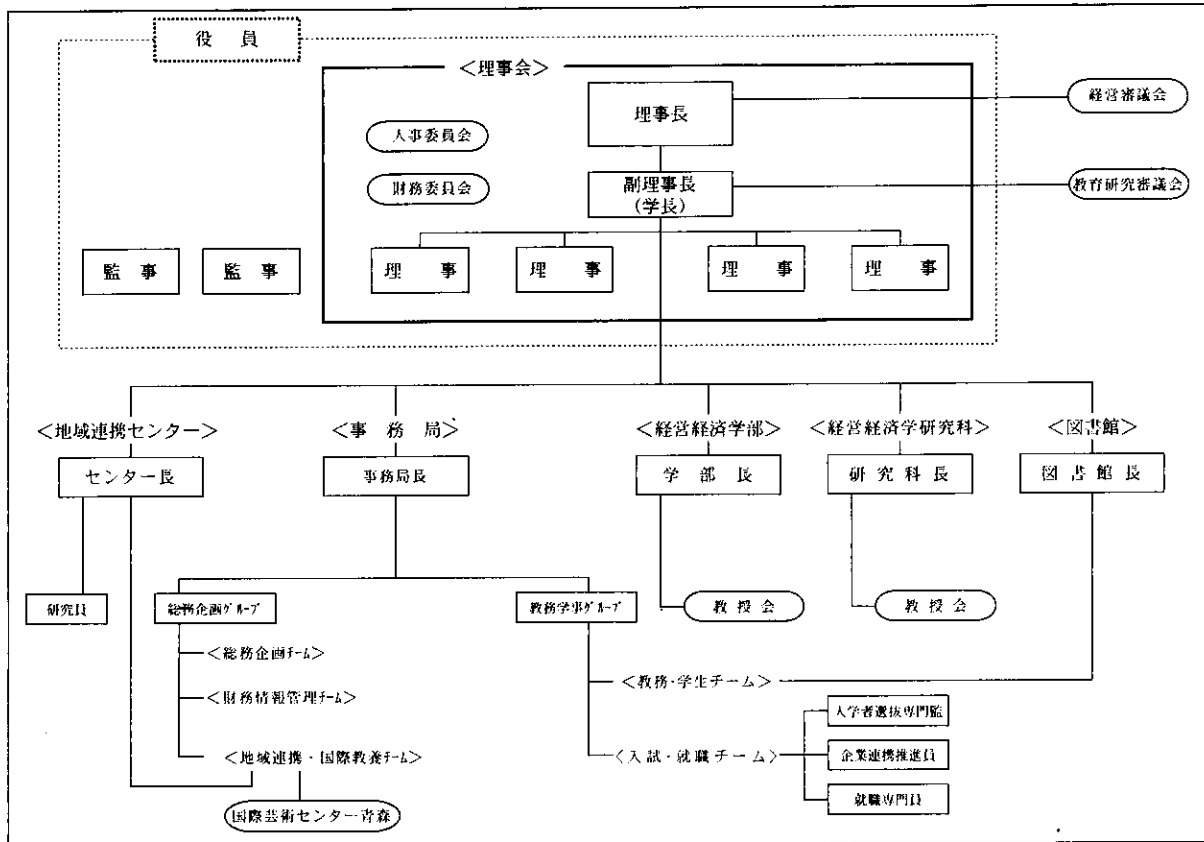 役 員
＜理事会＞
理事長
経営審議会
人事委員会
財務委員会
副理事長
(学長)
教育研究審議会
監 事
監 事
理 事
理 事
理 事
理 事
＜地域連携センター＞
＜事 務 局＞
＜経営経済学部＞
＜経営経済学研究科＞
＜図書館＞
センター長
事務局長
学 部 長
研 究 科 長
図 書 館 長
研究員
総務企画ｸﾞﾙｰﾌﾟ
教務学事ｸﾞﾙｰﾌﾟ
教 授 会
教 授 会
＜総務企画ﾁｰﾑ＞
＜財務情報管理ﾁｰﾑ＞
＜地域連携・国際教養ﾁｰﾑ＞
国際芸術センター青森
＜教務・学生チーム＞
＜入試・就職チーム＞
入学者選抜専門監
企業連携推進員
就職専門員